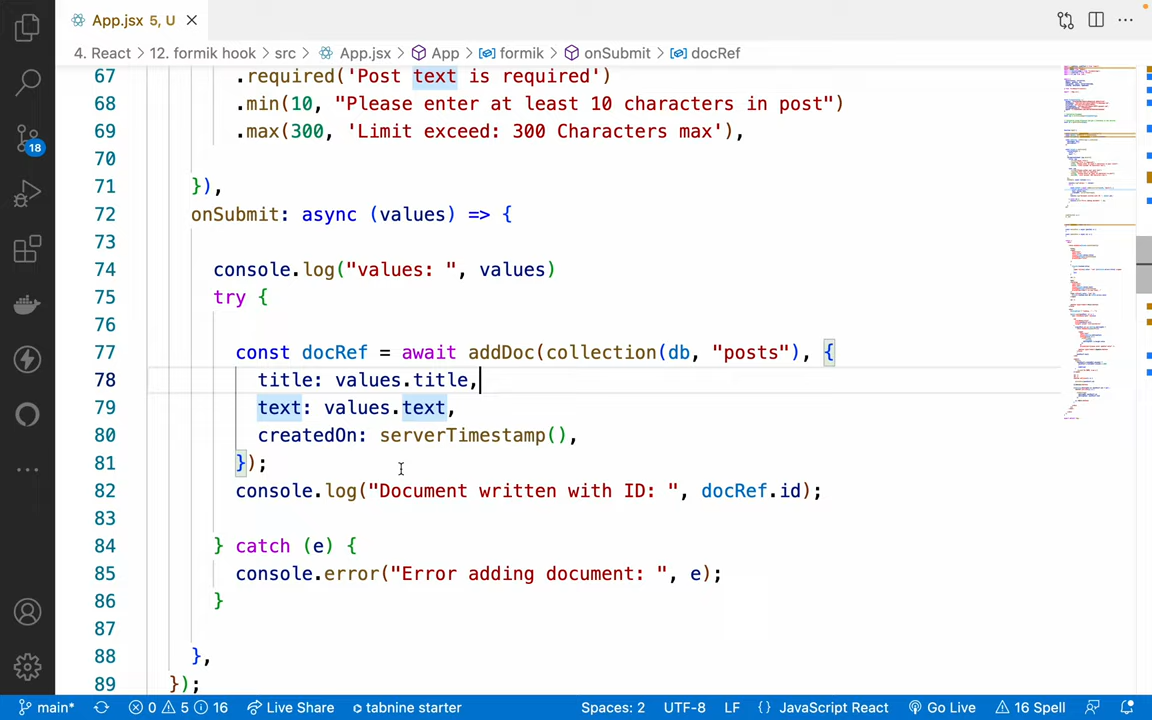 App.jsx 5, U
4. React > 12. formik hook > src > App.jsx > App > formik > onSubmit > docRef
67 .required('Post text is required')
68 .min(10, "Please enter at least 10 characters in post")
69 .max(300, 'Limit exceed: 300 Characters max'),
70
71 }),
72 onSubmit: async (values) => {
73
74 console.log("values: ", values)
75 try {
76
77 const docRef = await addDoc(collection(db, "posts"), {
78 title: values.title,
79 text: values.text,
80 createdOn: serverTimestamp(),
81 });
82 console.log("Document written with ID: ", docRef.id);
83
84 } catch (e) {
85 console.error("Error adding document: ", e);
86 }
87
88 },
89 });
18
main* 0 5 16 Live Share tabnine starter Spaces: 2 UTF-8 LF {} JavaScript React Go Live 16 Spell